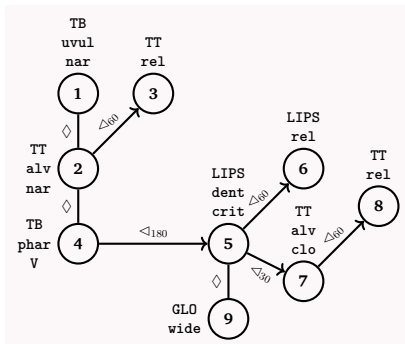 TB
uvul
nar
1
TT
rel
3
◇
◁60
TT
alv
nar
2
◇
TB
phar
V
4
◁180
LIPS
dent
crit
5
◁60
LIPS
rel
6
◁30
TT
alv
clo
7
◁60
TT
rel
8
◇
GLO
wide
9